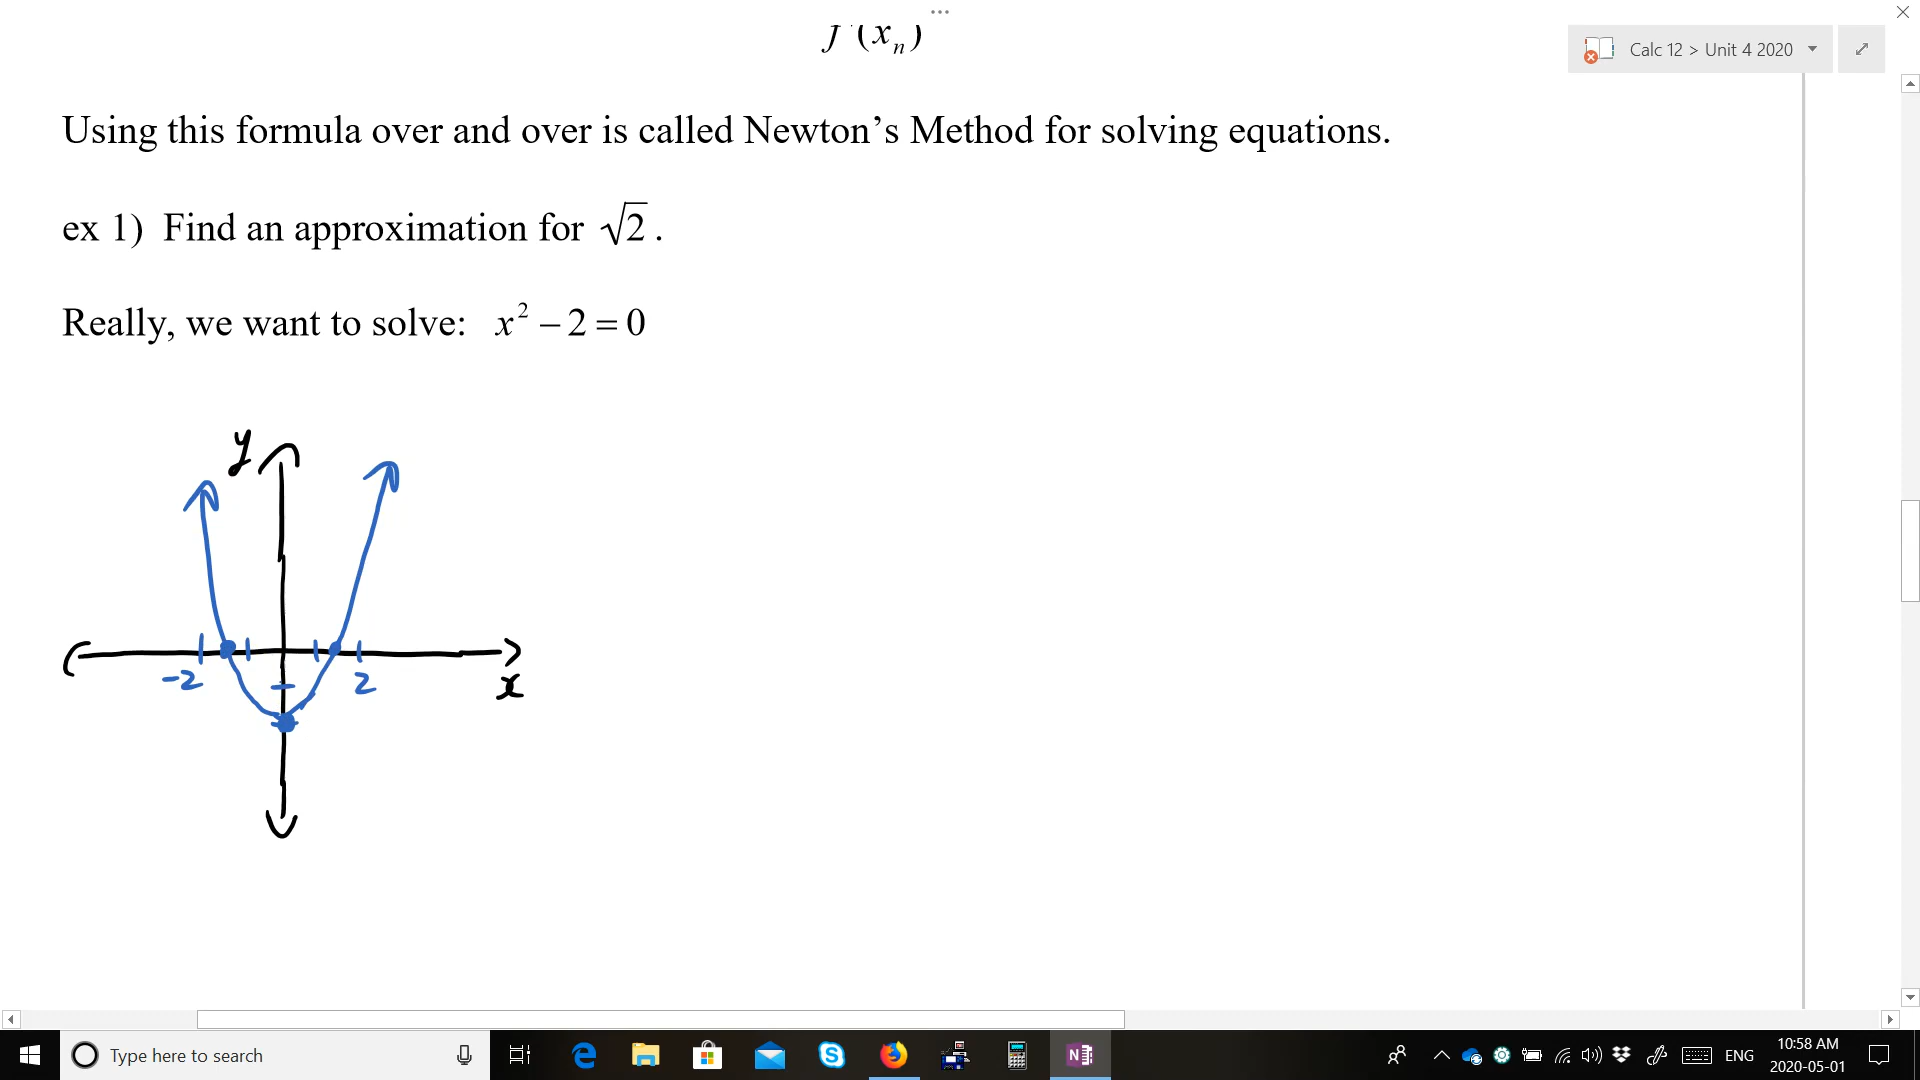 f ′(xₙ)
Calc 12 > Unit 4 2020
Using this formula over and over is called Newton’s Method for solving equations.
ex 1)  Find an approximation for √2 .
Really, we want to solve:  x² − 2 = 0
y
-2
2
x
Type here to search
ENG
10:58 AM
2020-05-01